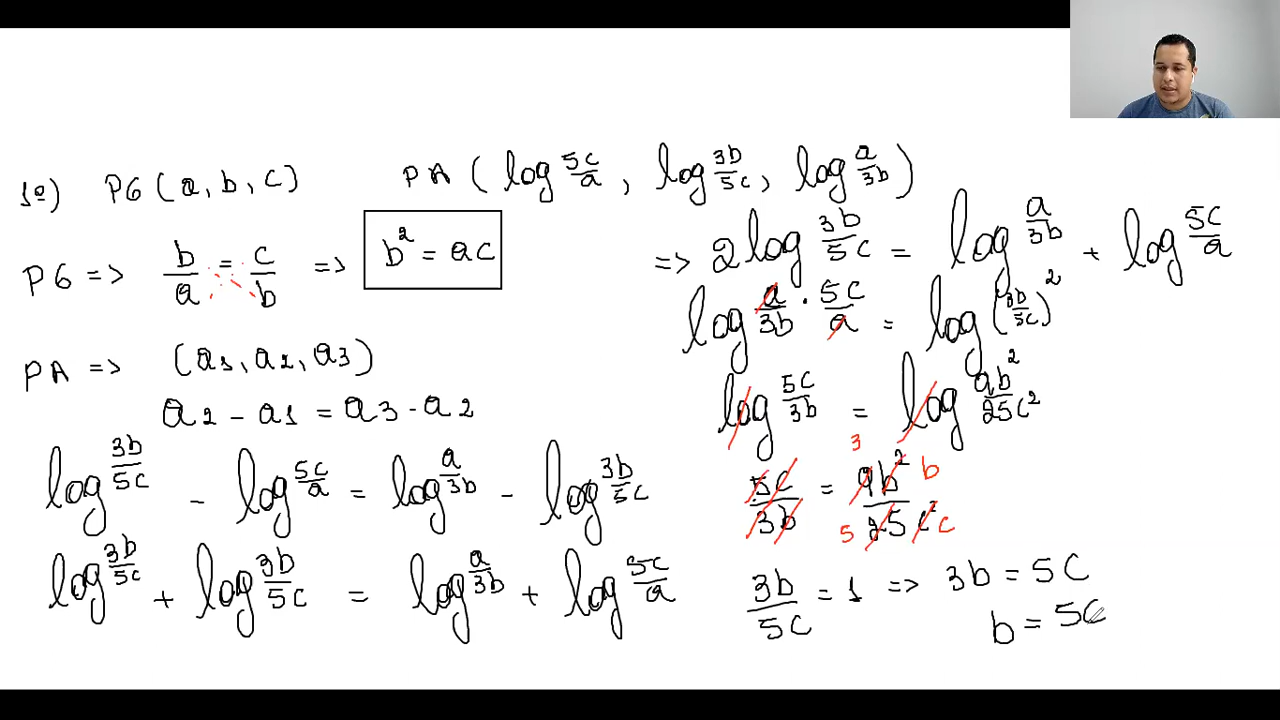 1º) PG (a, b, c)
PG => b/a = c/b => b² = ac
PA => (a1, a2, a3)
a2 - a1 = a3 - a2
log 3b/5c - log 5c/a = log a/3b - log 3b/5c
log 3b/5c + log 3b/5c = log a/3b + log 5c/a
PA (log 5c/a, log 3b/5c, log a/3b)
=> 2 log 3b/5c = log a/3b + log 5c/a
log a/3b · 5c/a = log (3b/5c)²
log 5c/3b = log 9b²/25c²
5c/3b = 9b²/25c² 3 b 5 c
3b/5c = 1 => 3b = 5c
b = 5c